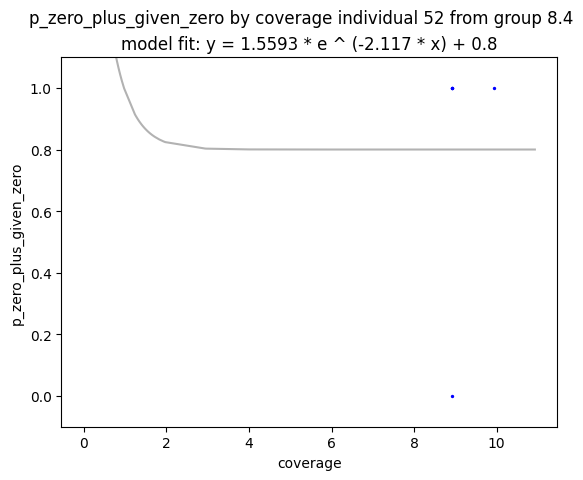 p_zero_plus_given_zero by coverage individual 52 from group 8.4
model fit: y = 1.5593 * e ^ (-2.117 * x) + 0.8
1.0
0.8
0.6
0.4
0.2
0.0
p_zero_plus_given_zero
0 2 4 6 8 10
coverage